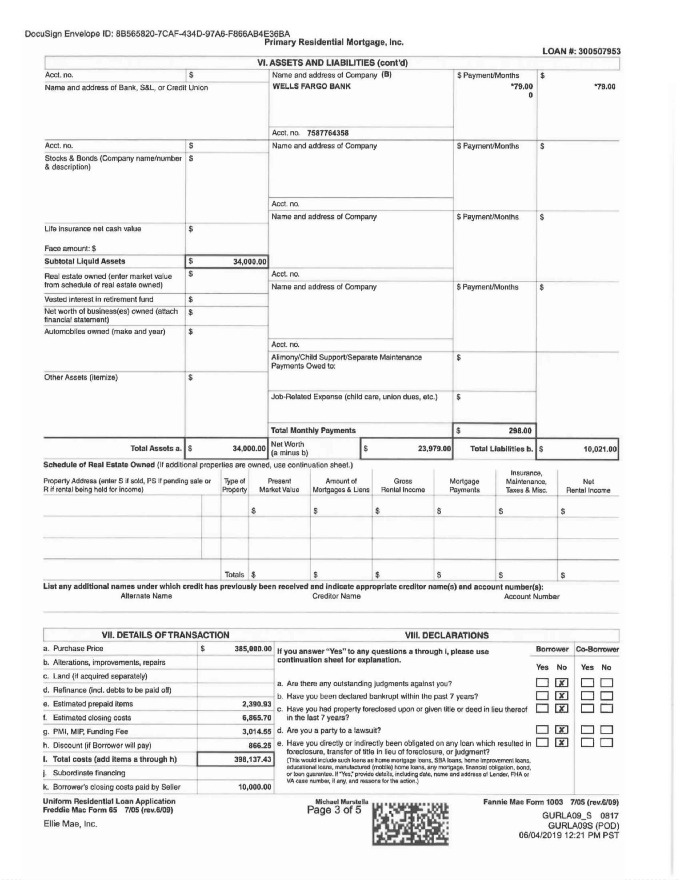 DocuSign Envelope ID: 8B565820-7CAF-434D-97A6-F866AB4E36BA
Primary Residential Mortgage, Inc.
LOAN #: 300507953
VI. ASSETS AND LIABILITIES (cont'd)
Acct. no. $ Name and address of Company (B) $ Payment/Months $
Name and address of Bank, S&L, or Credit Union WELLS FARGO BANK *79.00 *79.00
0
Acct. no. 7587764358
Acct. no. $ Name and address of Company $ Payment/Months $
Stocks & Bonds (Company name/number $
& description)
Acct. no.
Name and address of Company $ Payment/Months $
Life insurance net cash value $
Face amount: $
Subtotal Liquid Assets $ 34,000.00
Real estate owned (enter market value $ Acct. no.
from schedule of real estate owned) Name and address of Company $ Payment/Months $
Vested interest in retirement fund $
Net worth of business(es) owned (attach $
financial statement)
Automobiles owned (make and year) $
Acct. no.
Alimony/Child Support/Separate Maintenance $
Payments Owed to:
Other Assets (itemize) $
Job-Related Expense (child care, union dues, etc.) $
Total Monthly Payments $ 298.00
Total Assets a. $ 34,000.00 Net Worth $ 23,979.00 Total Liabilities b. $ 10,021.00
(a minus b)
Schedule of Real Estate Owned (If additional properties are owned, use continuation sheet.)
Insurance,
Property Address (enter S if sold, PS if pending sale or Type of Present Amount of Gross Mortgage Maintenance, Net
R if rental being held for income) Property Market Value Mortgages & Liens Rental Income Payments Taxes & Misc. Rental Income
$ $ $ $ $ $
Totals $ $ $ $ $ $
List any additional names under which credit has previously been received and indicate appropriate creditor name(s) and account number(s):
Alternate Name Creditor Name Account Number
VII. DETAILS OF TRANSACTION VIII. DECLARATIONS
a. Purchase Price $ 385,000.00 If you answer "Yes" to any questions a through i, please use Borrower Co-Borrower
b. Alterations, improvements, repairs continuation sheet for explanation.
Yes No Yes No
c. Land (if acquired separately)
d. Refinance (incl. debts to be paid off) a. Are there any outstanding judgments against you? X
b. Have you been declared bankrupt within the past 7 years? X
e. Estimated prepaid items 2,390.93 c. Have you had property foreclosed upon or given title or deed in lieu thereof X
f. Estimated closing costs 6,865.70 in the last 7 years?
g. PMI, MIP, Funding Fee 3,014.55 d. Are you a party to a lawsuit? X
h. Discount (if Borrower will pay) 866.25 e. Have you directly or indirectly been obligated on any loan which resulted in X
foreclosure, transfer of title in lieu of foreclosure, or judgment?
i. Total costs (add items a through h) 398,137.43 (This would include such loans as home mortgage loans, SBA loans, home improvement loans,
educational loans, manufactured (mobile) home loans, any mortgage, financial obligation, bond,
j. Subordinate financing or loan guarantee. If "Yes," provide details, including date, name and address of Lender, FHA or
VA case number, if any, and reasons for the action.)
k. Borrower's closing costs paid by Seller 10,000.00
Uniform Residential Loan Application Fannie Mae Form 1003 7/05 (rev.6/09)
Freddie Mac Form 65 7/05 (rev.6/09) Page 3 of 5
GURLA09_S 0817
Ellie Mae, Inc. GURLA09S (POD)
06/04/2019 12:21 PM PST